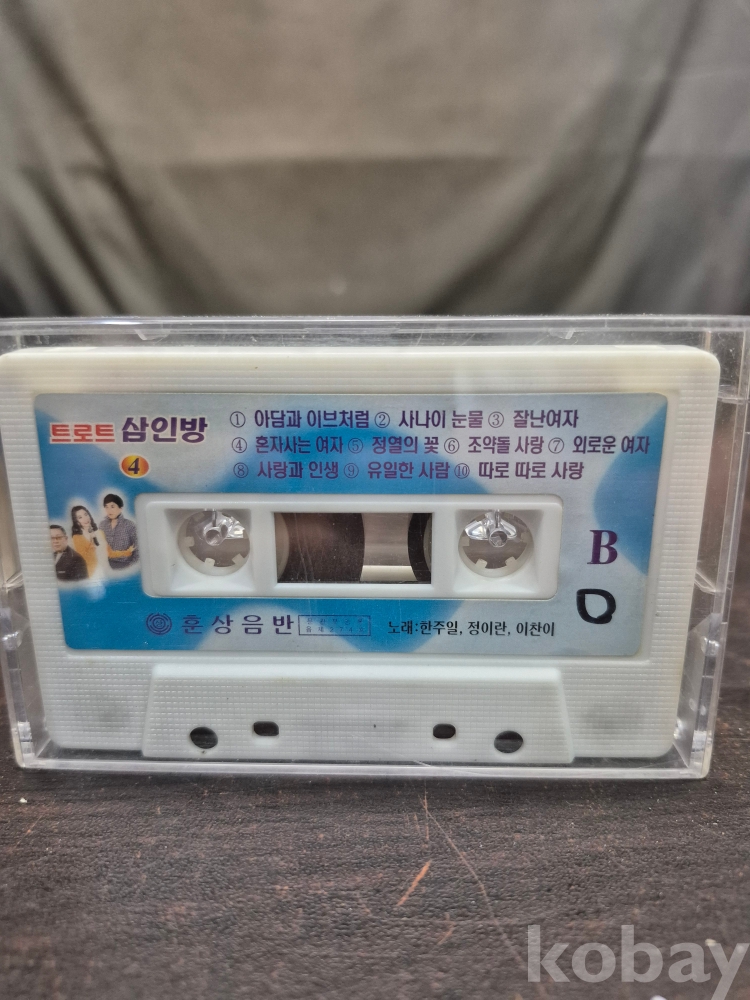 트로트 삼인방
4
① 아담과 이브처럼 ② 사나이 눈물 ③ 잘난여자
④ 혼자사는 여자 ⑤ 정열의 꽃 ⑥ 조약돌 사랑 ⑦ 외로운 여자
⑧ 사랑과 인생 ⑨ 유일한 사람 ⑩ 따로 따로 사랑
B
훈상음반
노래:한주일, 정이란, 이찬이
kobay